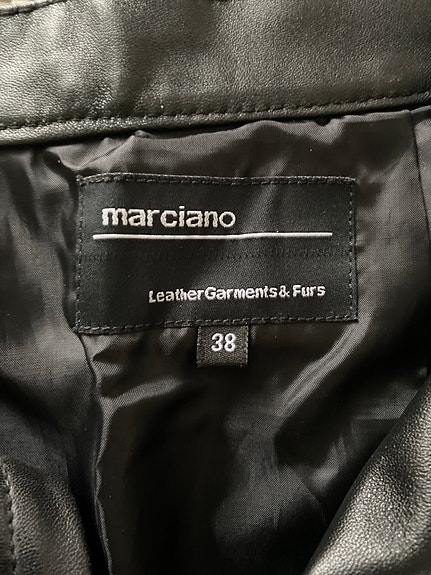 marciano
LeatherGarments& Furs
38